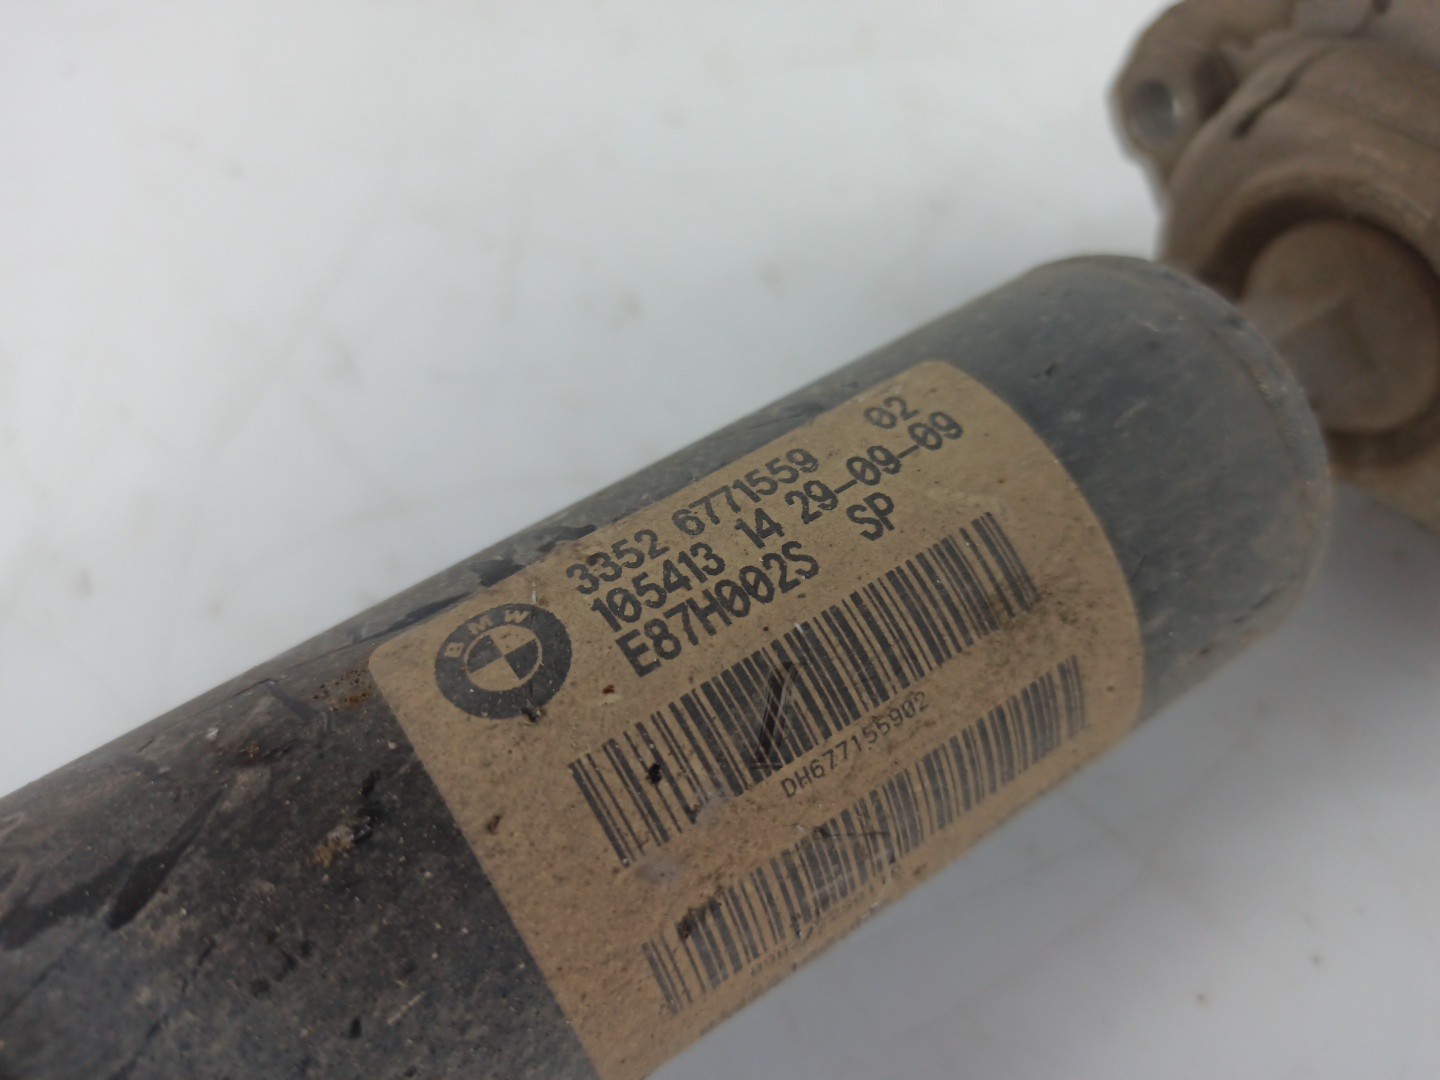 BMW
3352 6771559 02
105413 14 29-09-09
E87H002S SP
DH677155902